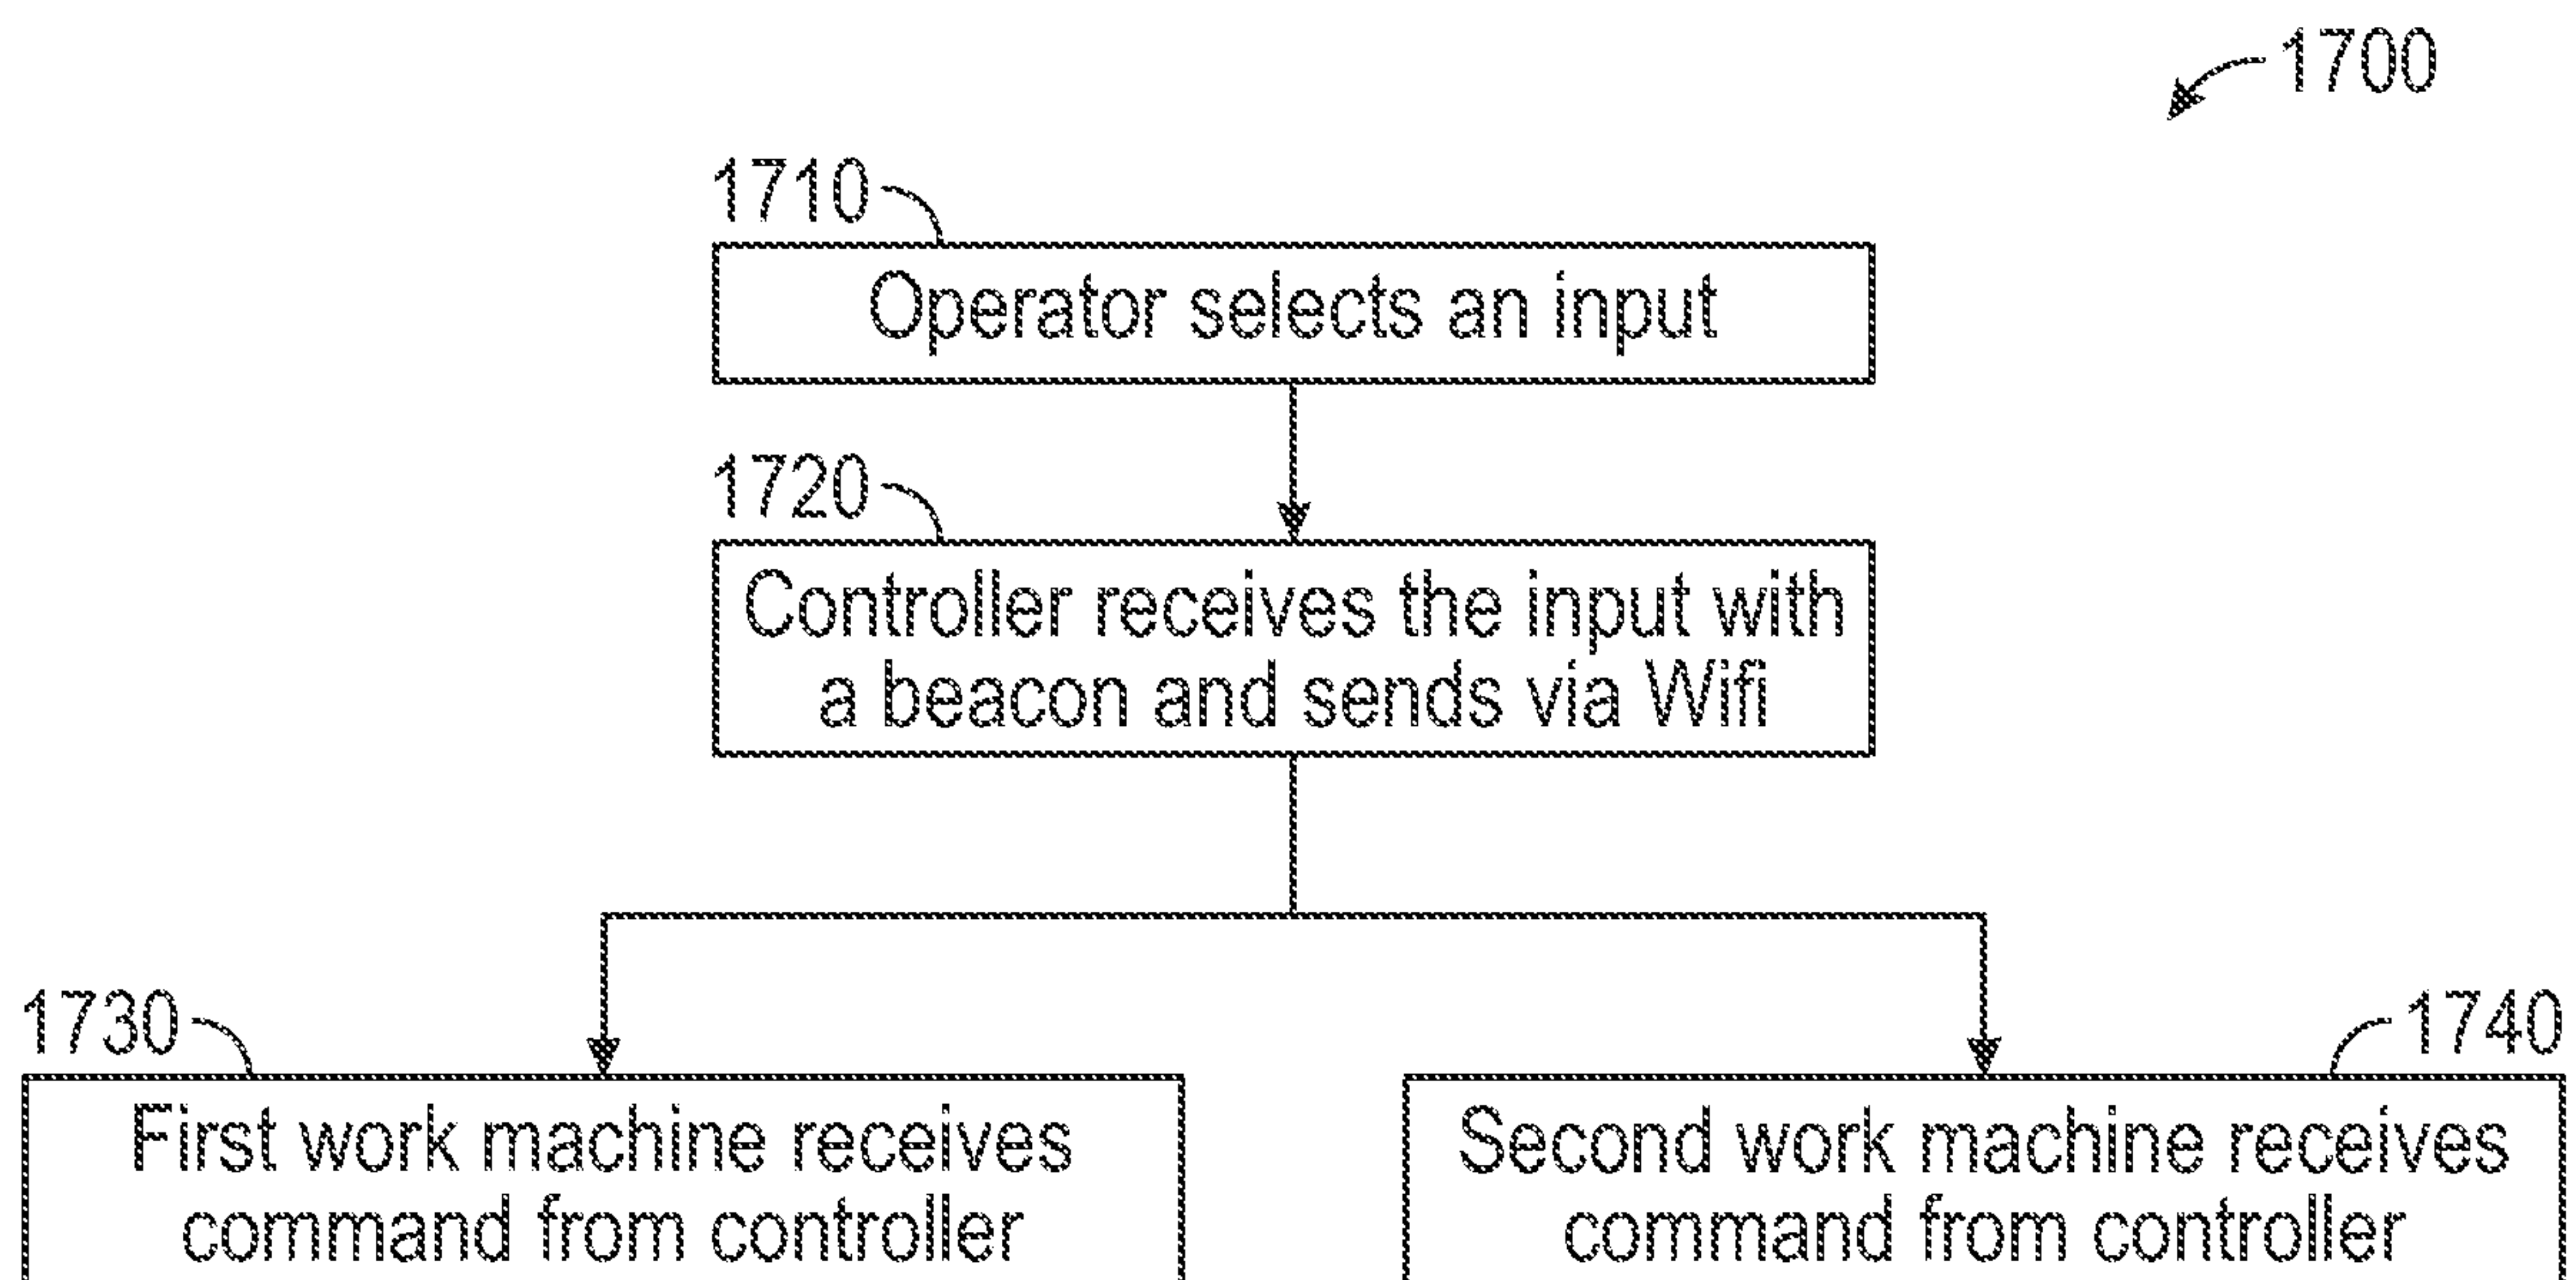 1700
1710
Operator selects an input
1720
Controller receives the input with
a beacon and sends via Wifi
1730
First work machine receives
command from controller
1740
Second work machine receives
command from controller